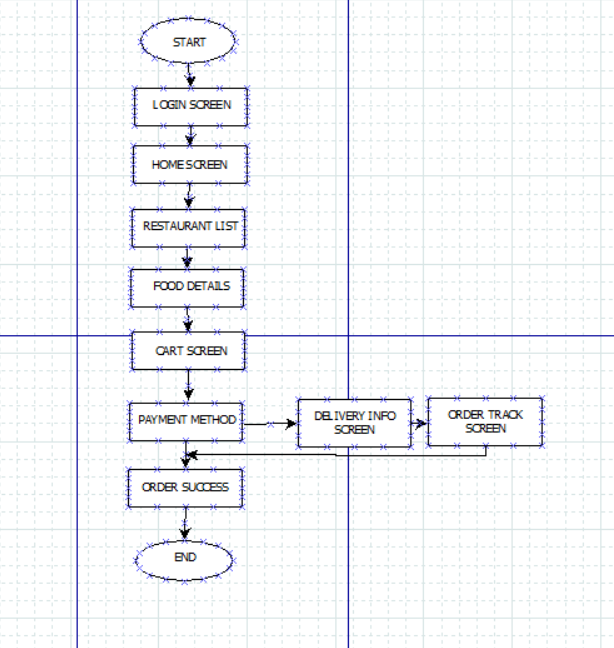 START
LOGIN SCREEN
HOME SCREEN
RESTAURANT LIST
FOOD DETAILS
CART SCREEN
PAYMENT METHOD
DELIVERY INFO
SCREEN
ORDER TRACK
SCREEN
ORDER SUCCESS
END